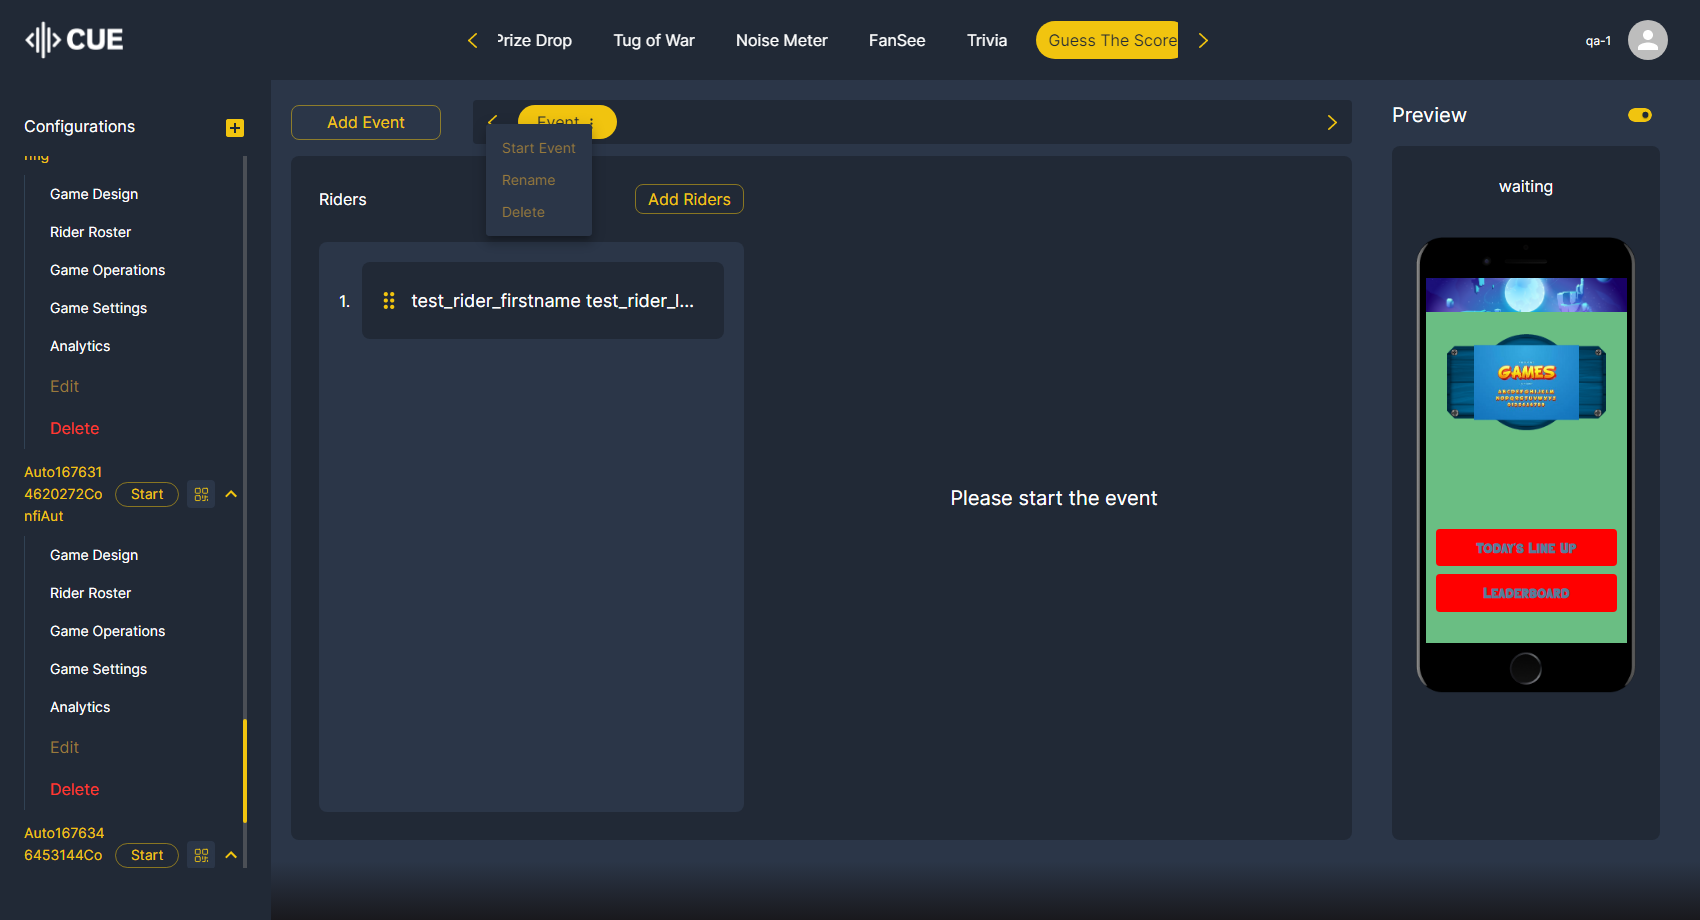 CUE
Prize Drop
Tug of War
Noise Meter
FanSee
Trivia
Guess The Score
qa-1
Configurations
Game Design
Rider Roster
Game Operations
Game Settings
Analytics
Edit
Delete
Auto167631
4620272Co
nfiAut
Start
Game Design
Rider Roster
Game Operations
Game Settings
Analytics
Edit
Delete
Auto167634
6453144Co
Start
Add Event
Event
Start Event
Rename
Delete
Riders
Add Riders
1.
test_rider_firstname test_rider_l...
Please start the event
Preview
waiting
GAMES
Today's Line Up
Leaderboard